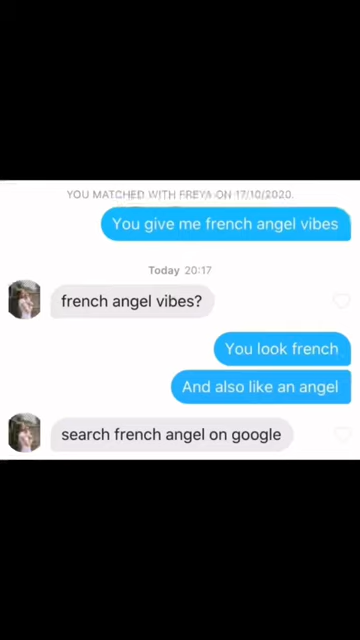 YOU MATCHED WITH FREYA ON 17/10/2020.
You give me french angel vibes
Today 20:17
french angel vibes?
You look french
And also like an angel
search french angel on google